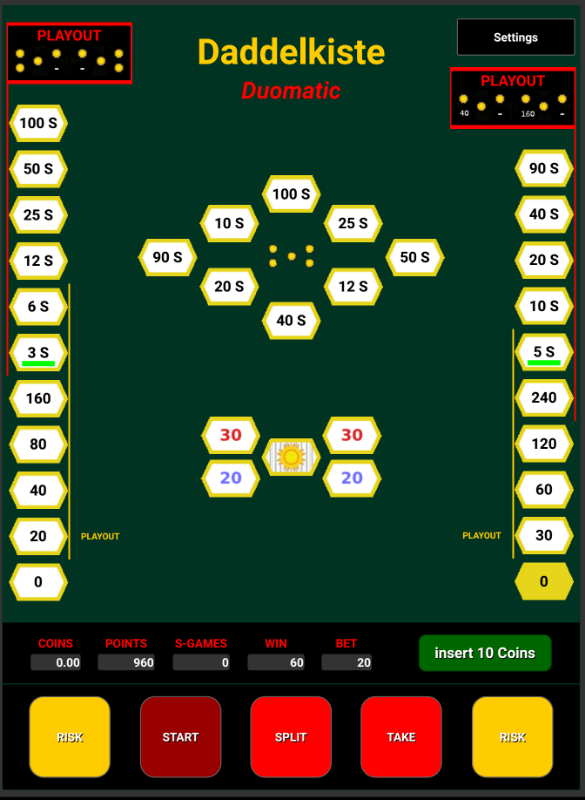 PLAYOUT
- -
Daddelkiste
Duomatic
Settings
PLAYOUT
40 - 160 -
100 S
50 S
25 S
12 S
6 S
3 S
160
80
40
20
0
PLAYOUT
100 S
10 S
25 S
90 S
50 S
20 S
12 S
40 S
30
30
20
20
90 S
40 S
20 S
10 S
5 S
240
120
60
30
0
PLAYOUT
COINS
POINTS
S-GAMES
WIN
BET
0.00
960
0
60
20
insert 10 Coins
RISK
START
SPLIT
TAKE
RISK